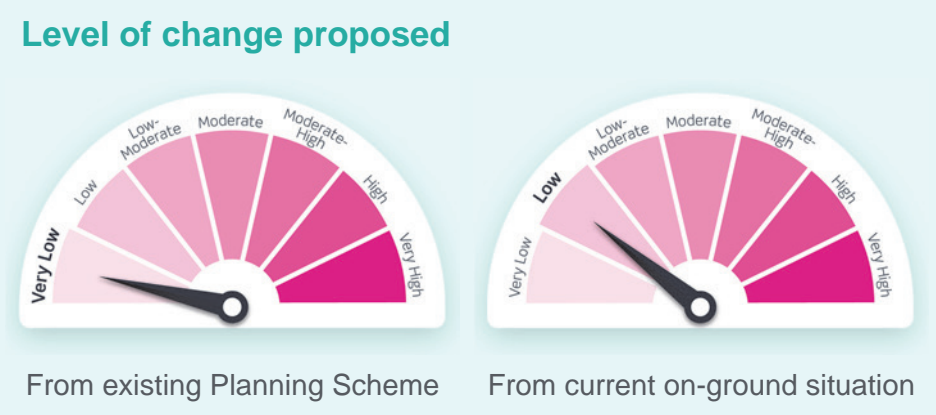 Level of change proposed
Very Low
Low
Low-
Moderate
Moderate
Moderate-
High
High
Very High
From existing Planning Scheme
Very Low
Low
Low-
Moderate
Moderate
Moderate-
High
High
Very High
From current on-ground situation